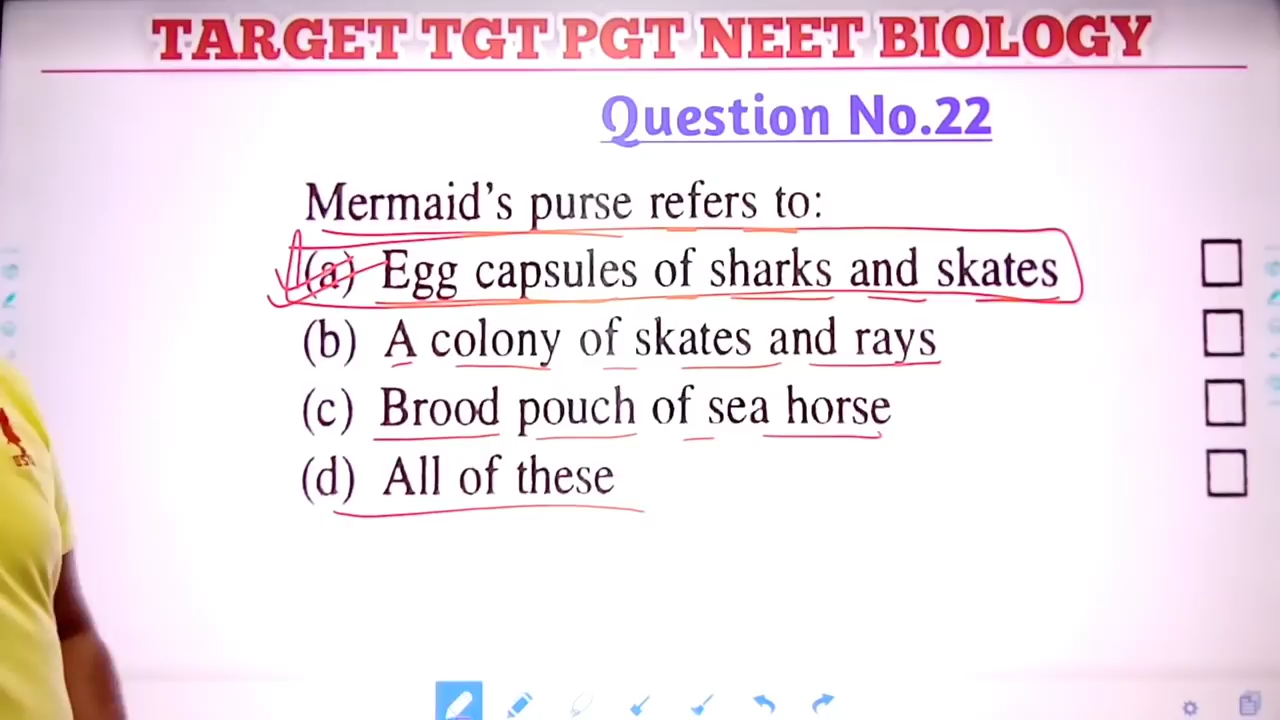 TARGET TGT PGT NEET BIOLOGY
Question No.22
Mermaid's purse refers to:
(a) Egg capsules of sharks and skates
(b) A colony of skates and rays
(c) Brood pouch of sea horse
(d) All of these